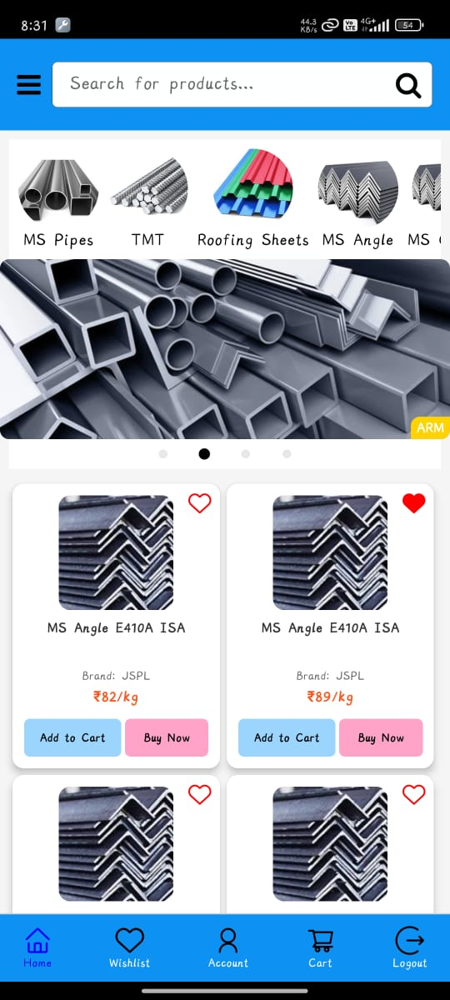 8:31
44.3 KB/s
Vo LTE
4G+
54
Search for products...
MS Pipes
TMT
Roofing Sheets
MS Angle
MS
ARM
MS Angle E410A ISA
MS Angle E410A ISA
Brand: JSPL
Brand: JSPL
₹82/kg
₹89/kg
Add to Cart
Buy Now
Add to Cart
Buy Now
Home
Wishlist
Account
Cart
Logout